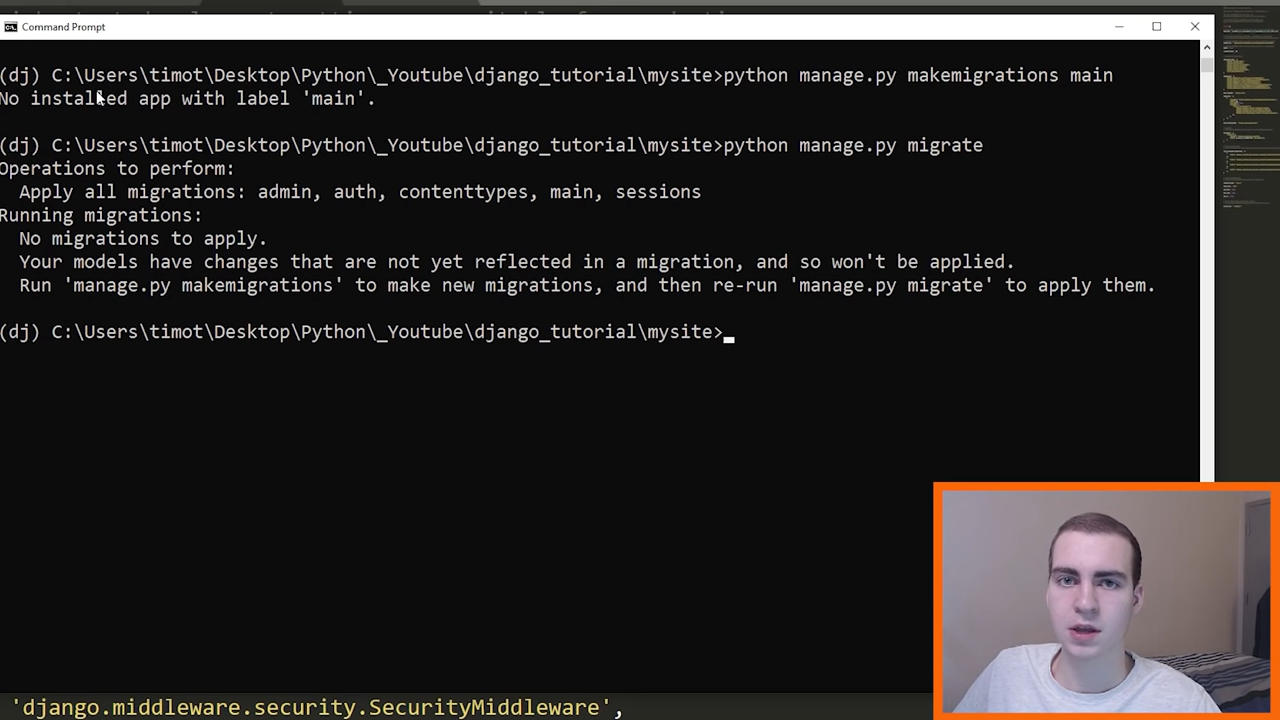 Command Prompt
(dj) C:\Users\timot\Desktop\Python\_Youtube\django_tutorial\mysite>python manage.py makemigrations main
No installed app with label 'main'.
(dj) C:\Users\timot\Desktop\Python\_Youtube\django_tutorial\mysite>python manage.py migrate
Operations to perform:
Apply all migrations: admin, auth, contenttypes, main, sessions
Running migrations:
No migrations to apply.
Your models have changes that are not yet reflected in a migration, and so won't be applied.
Run 'manage.py makemigrations' to make new migrations, and then re-run 'manage.py migrate' to apply them.
(dj) C:\Users\timot\Desktop\Python\_Youtube\django_tutorial\mysite>
'django.middleware.security.SecurityMiddleware',